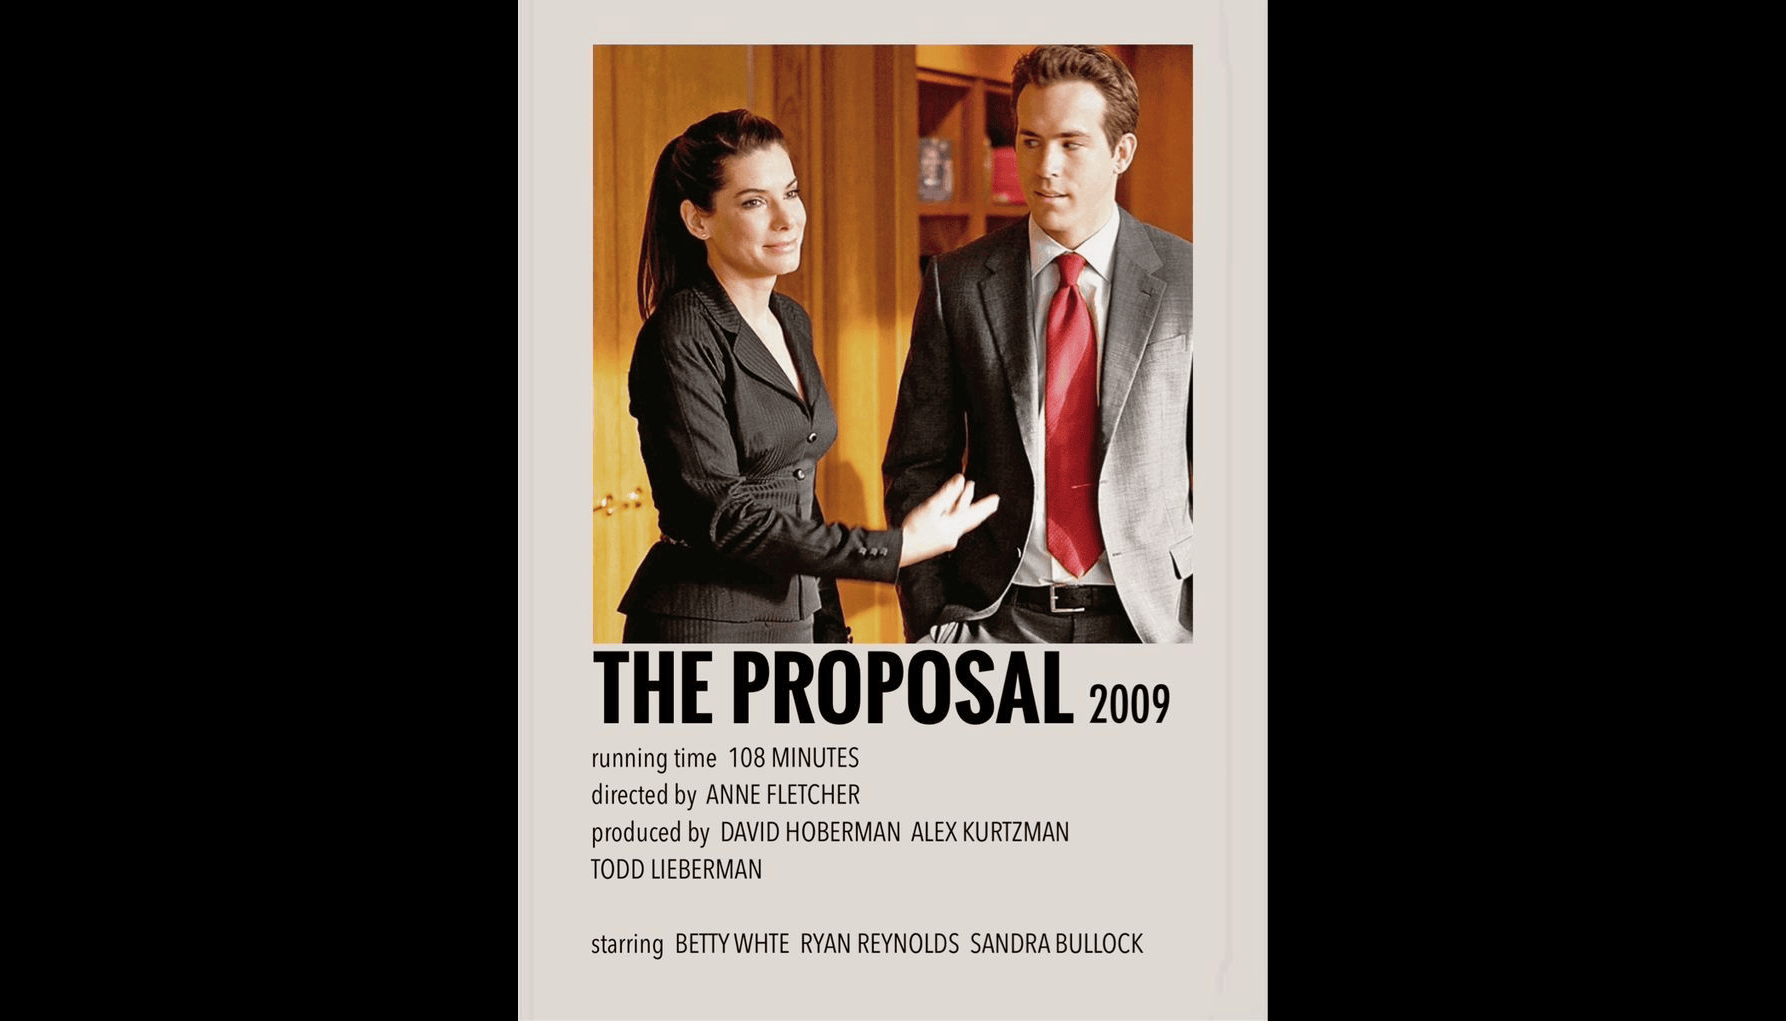 THE PROPOSAL 2009
running time 108 MINUTES
directed by ANNE FLETCHER
produced by DAVID HOBERMAN ALEX KURTZMAN
TODD LIEBERMAN
starring BETTY WHTE RYAN REYNOLDS SANDRA BULLOCK